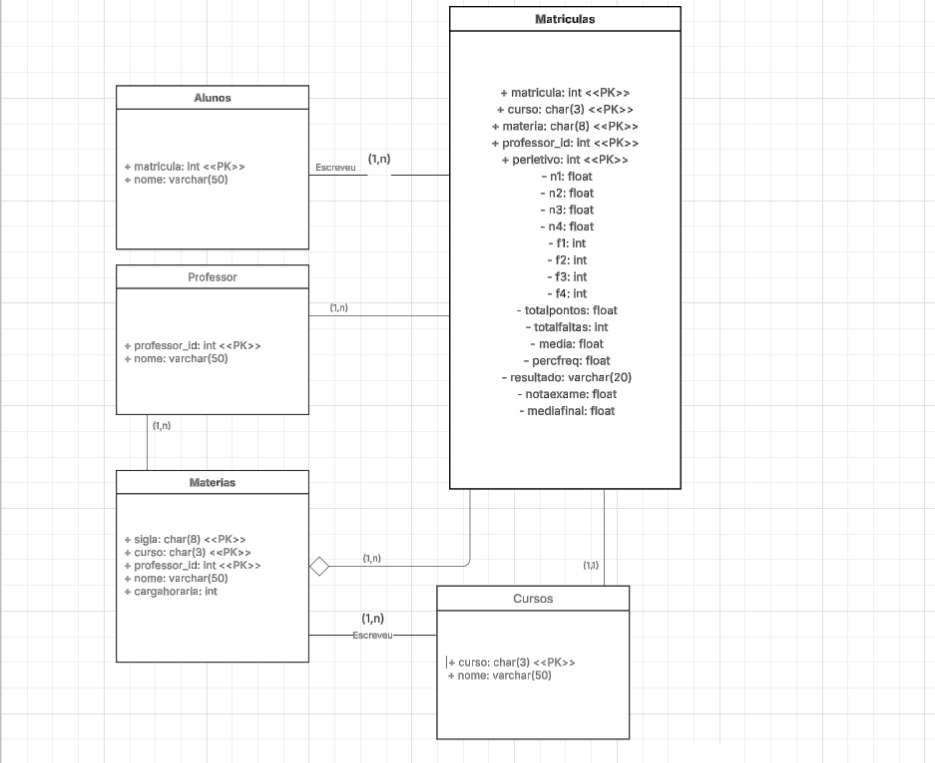 Matriculas
+ matricula: int <<PK>>
+ curso: char(3) <<PK>>
+ materia: char(8) <<PK>>
+ professor_id: int <<PK>>
+ perletivo: int <<PK>>
- n1: float
- n2: float
- n3: float
- n4: float
- f1: int
- f2: int
- f3: int
- f4: int
- totalpontos: float
- totalfaltas: int
- media: float
- percfreq: float
- resultado: varchar(20)
- notaexame: float
- mediafinal: float
Alunos
+ matricula: int <<PK>>
+ nome: varchar(50)
Escreveu
(1,n)
Professor
+ professor_id: int <<PK>>
+ nome: varchar(50)
(1,n)
(1,n)
Materias
+ sigla: char(8) <<PK>>
+ curso: char(3) <<PK>>
+ professor_id: int <<PK>>
+ nome: varchar(50)
+ cargahoraria: int
(1,n)
(1,1)
(1,n)
Escreveu
Cursos
+ curso: char(3) <<PK>>
+ nome: varchar(50)